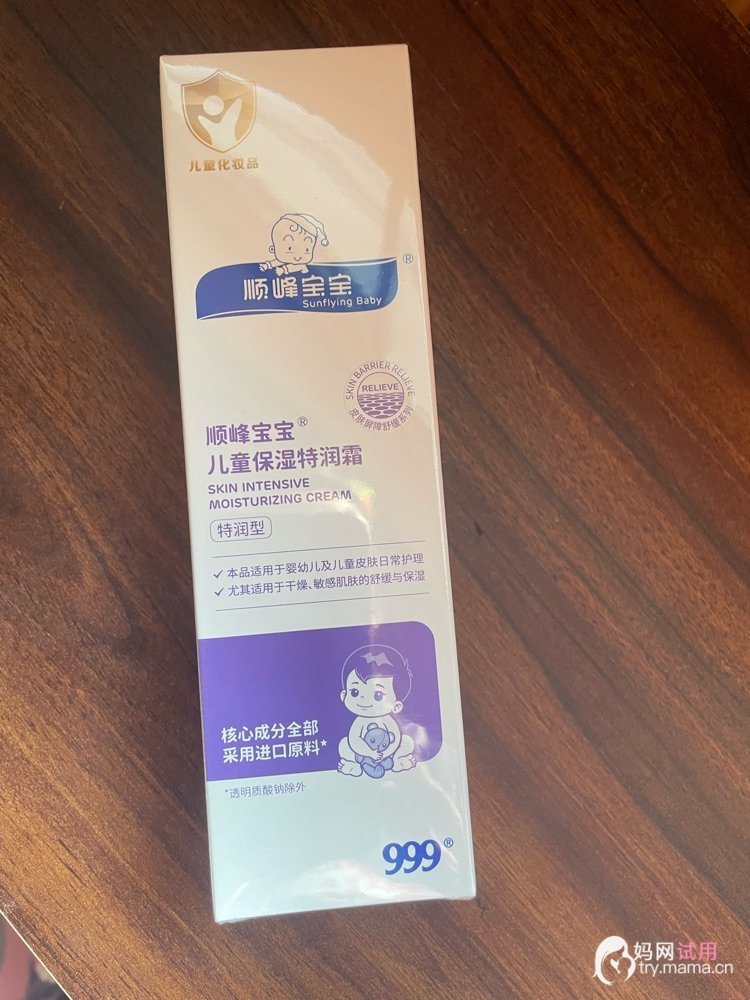 儿童化妆品
顺峰宝宝®
Sunflying Baby
SKIN BARRIER RELIEVE
RELIEVE
皮肤屏障舒缓系列
顺峰宝宝®
儿童保湿特润霜
SKIN INTENSIVE
MOISTURIZING CREAM
特润型
✓ 本品适用于婴幼儿及儿童皮肤日常护理
✓ 尤其适用于干燥、敏感肌肤的舒缓与保湿
核心成分全部
采用进口原料*
*透明质酸钠除外
999®
妈网试用
try.mama.cn